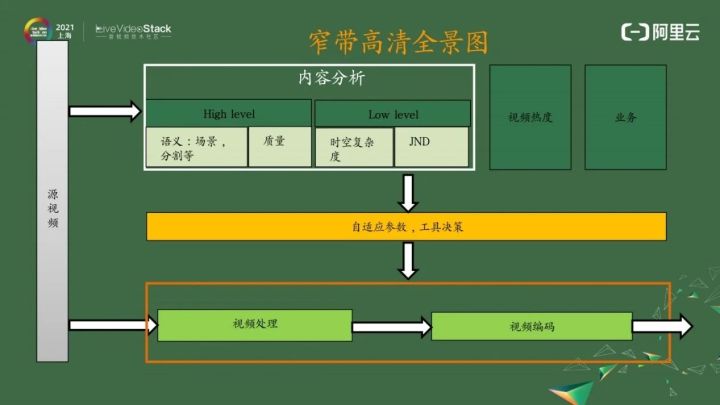 2021
上海
LiveVideoStack
音视频技术社区
阿里云
窄带高清全景图
内容分析
High level
Low level
语义：场景，
分割等
质量
时空复杂
度
JND
视频热度
业务
源视频
自适应参数，工具决策
视频处理
视频编码